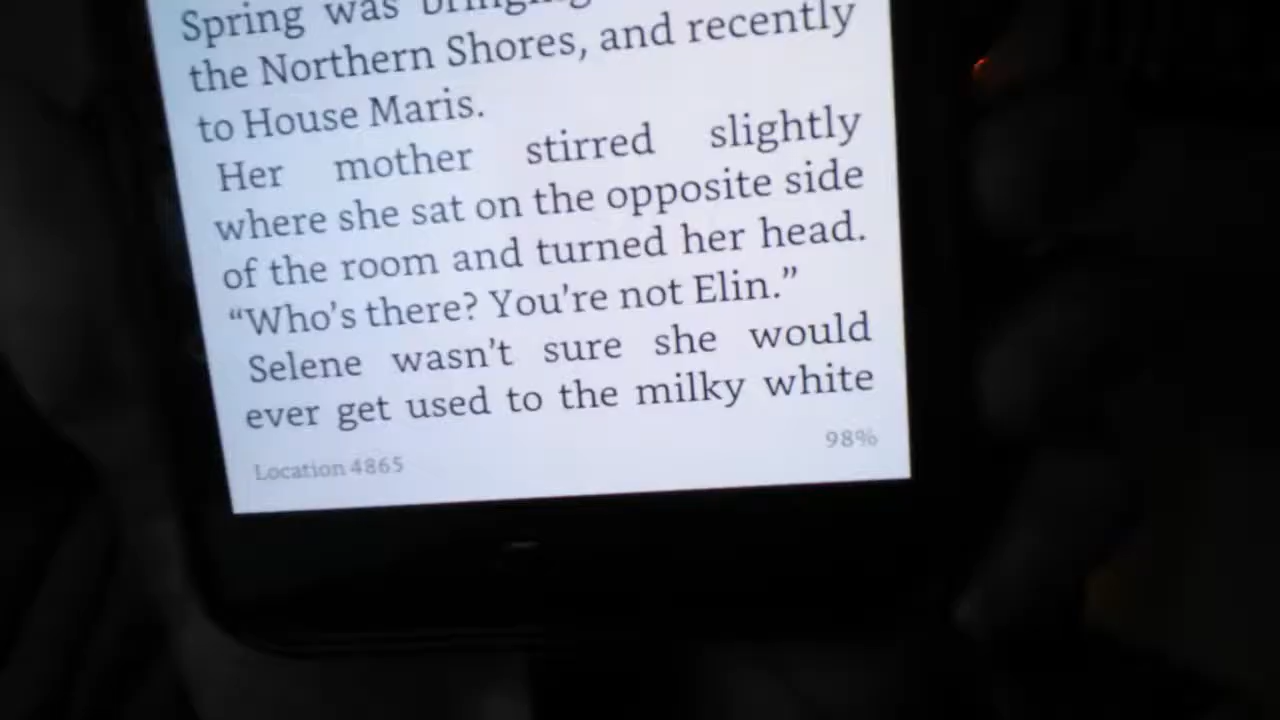 Spring was bringing
the Northern Shores, and recently
to House Maris.
Her mother stirred slightly
where she sat on the opposite side
of the room and turned her head.
“Who’s there? You’re not Elin.”
Selene wasn’t sure she would
ever get used to the milky white
98%
Location 4865